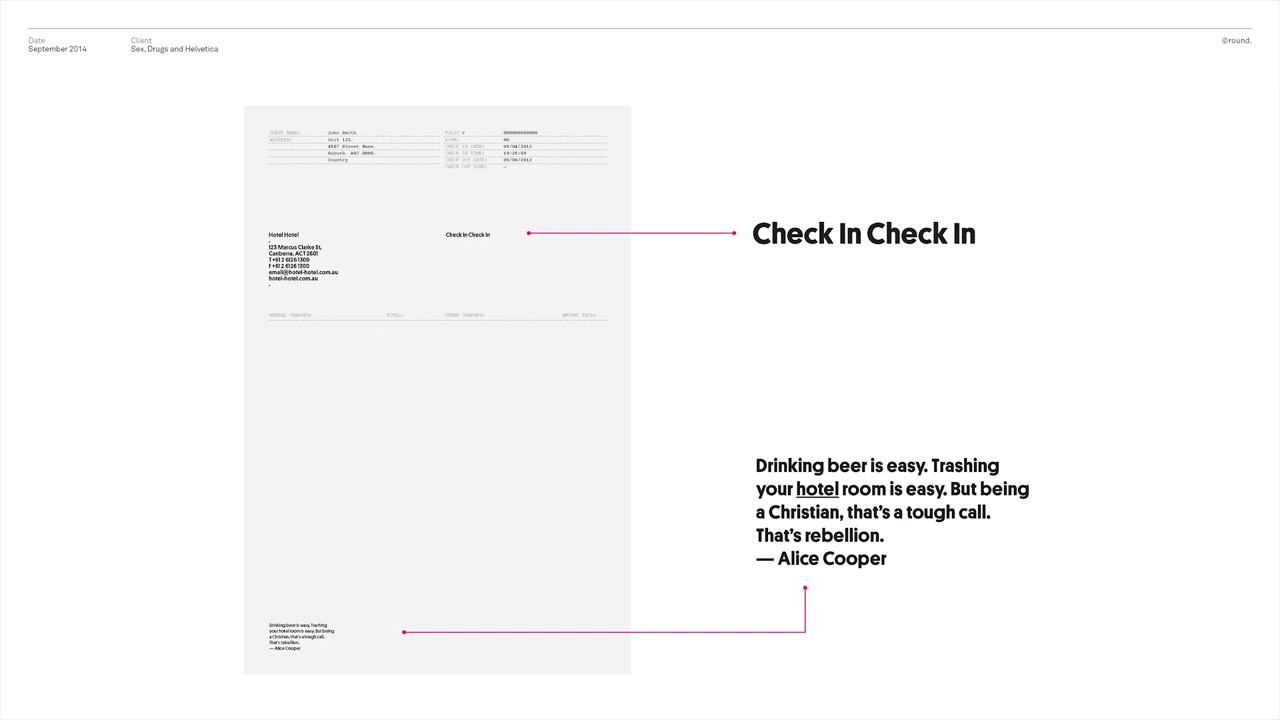 Date
September 2014
Client
Sex, Drugs and Helvetica
©round.
GUEST NAME: John Smith
ADDRESS: Unit 123.
4567 Street Name.
Suburb. ABC 0000.
Country
FOLIO # 000000000000
ROOM: 00
CHECK IN DATE: 05/04/2012
CHECK IN TIME: 19:25:50
CHECK OUT DATE: 05/06/2012
CHECK OUT TIME: —
Hotel Hotel
-
123 Marcus Clarke St,
Canberra, ACT 2601
T +61 2 6126 1300
F +61 2 6126 1300
email@hotel-hotel.com.au
hotel-hotel.com.au
-
Check In Check In
Check In Check In
RENTAL CHARGES: TOTAL: OTHER CHARGES: AMOUNT PAID:
Drinking beer is easy. Trashing
your hotel room is easy. But being
a Christian, that's a tough call.
That's rebellion.
— Alice Cooper
Drinking beer is easy. Trashing
your hotel room is easy. But being
a Christian, that's a tough call.
That's rebellion.
— Alice Cooper